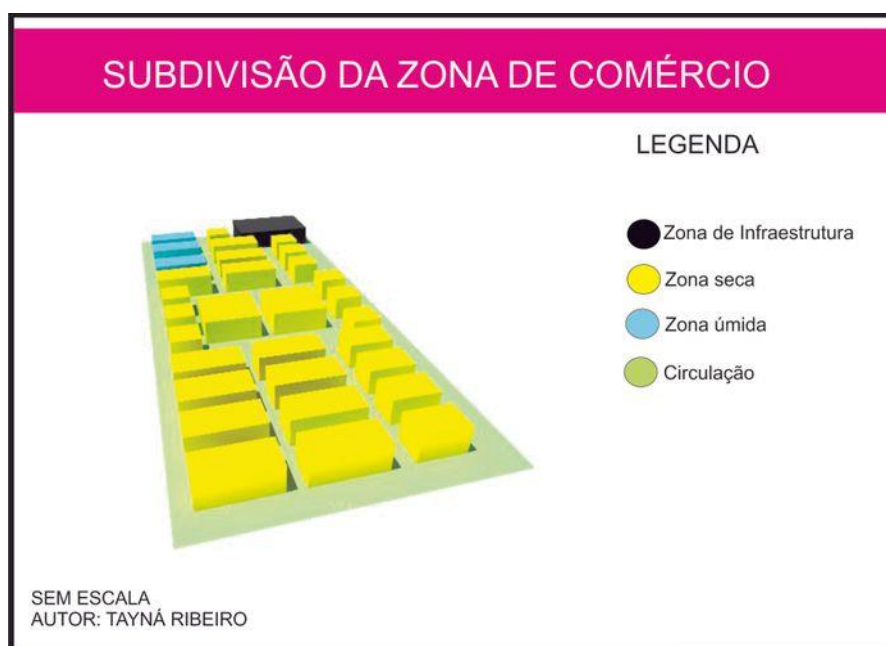 SUBDIVISÃO DA ZONA DE COMÉRCIO
LEGENDA
Zona de Infraestrutura
Zona seca
Zona úmida
Circulação
SEM ESCALA
AUTOR: TAYNÁ RIBEIRO